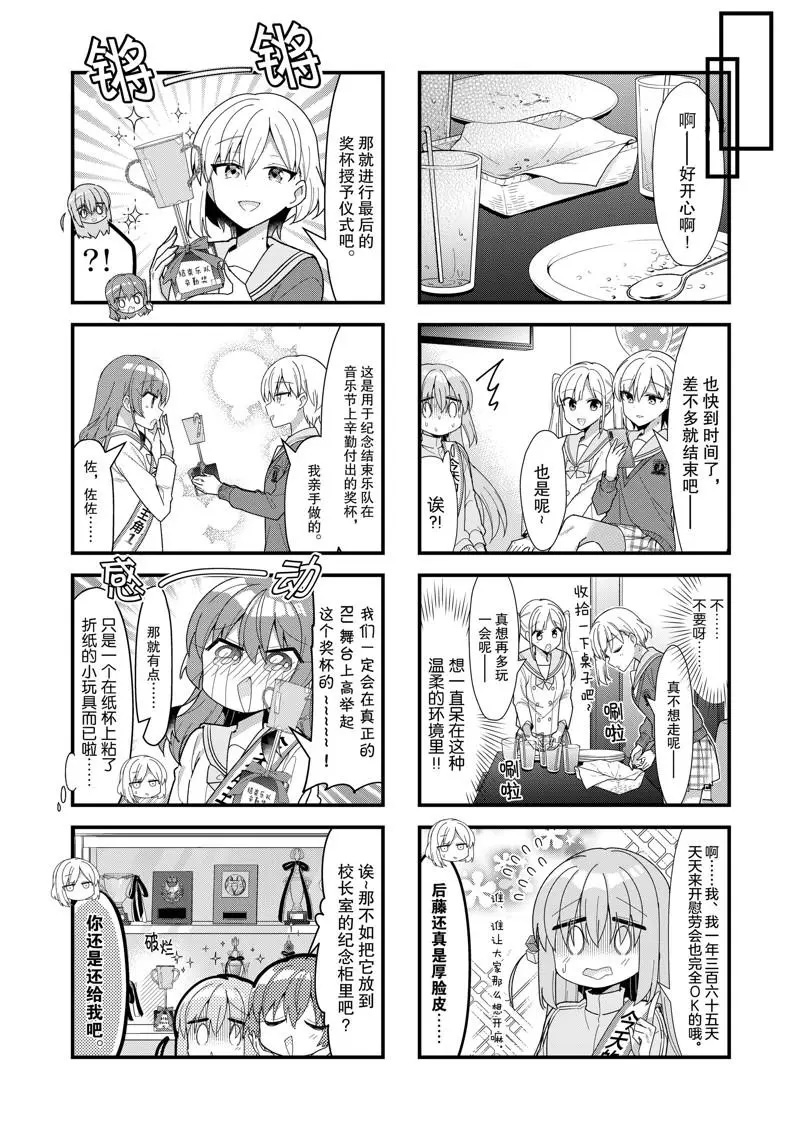 啊——好开心啊！
也快到时间了，
差不多就结束吧——
也是呢~
诶?!
今天
不……
不要呀……
真不想走呢——
收拾一下桌子吧~
真想再多玩
一会呢——
唰啦
唰啦
想一直呆在这种
温柔的环境里!!
啊……我、我一年三百六十五天
天天来开慰劳会也完全OK的哦。
谁、谁让大家那么想开嘛。
今天的
后藤还真是厚脸皮……
锵——锵
那就进行最后的
奖杯授予仪式吧。
?!
结束乐队
辛勤奖
这是用于纪念结束乐队在
音乐节上辛勤付出的奖杯，
我亲手做的。
佐，佐佐……
主角1
感——动
我们一定会在真正的
RU舞台上高举起
这个奖杯的~~~~~~！
那就有点……
只是一个在纸杯上粘了
折纸的小玩具而已啦……
结束乐队
诶~那不如把它放到
校长室的纪念柜里吧？
破烂
你还是还给我吧。